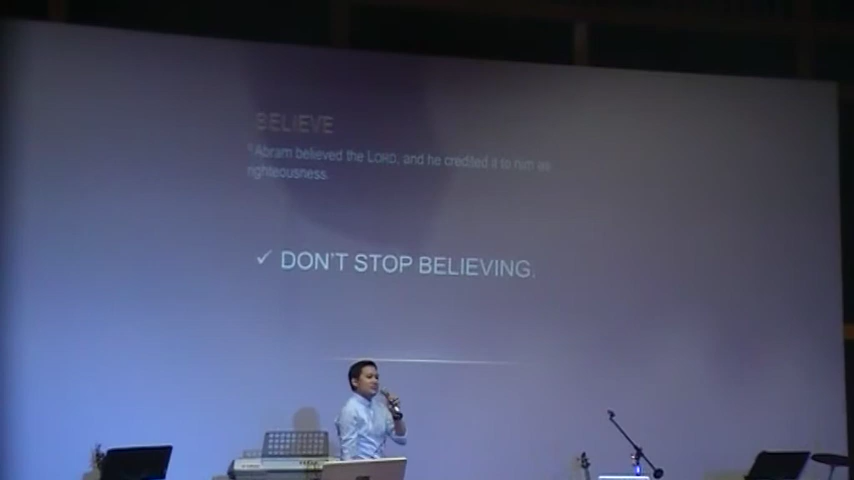 BELIEVE
Abram believed the LORD, and he credited it to him as
righteousness.
✓ DON'T STOP BELIEVING.